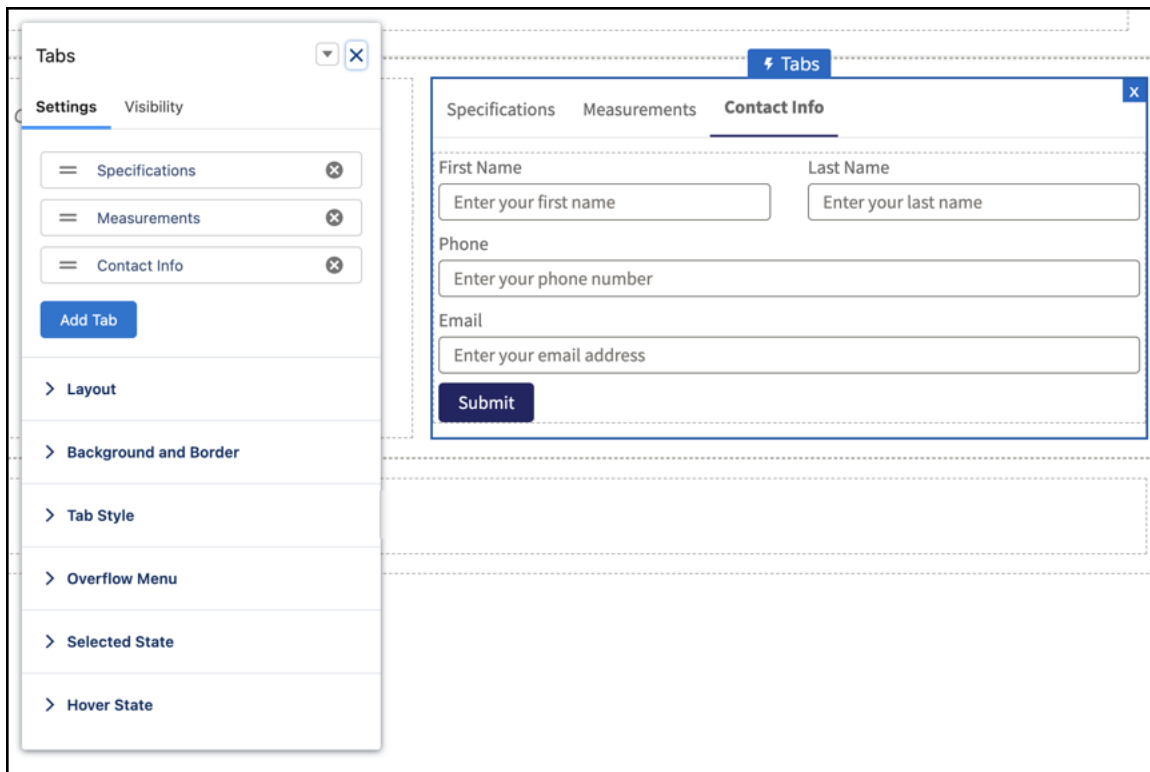 Tabs
Settings Visibility
Specifications
Measurements
Contact Info
Add Tab
Layout
Background and Border
Tab Style
Overflow Menu
Selected State
Hover State
Tabs
x
Specifications Measurements Contact Info
First Name Last Name
Enter your first name Enter your last name
Phone
Enter your phone number
Email
Enter your email address
Submit